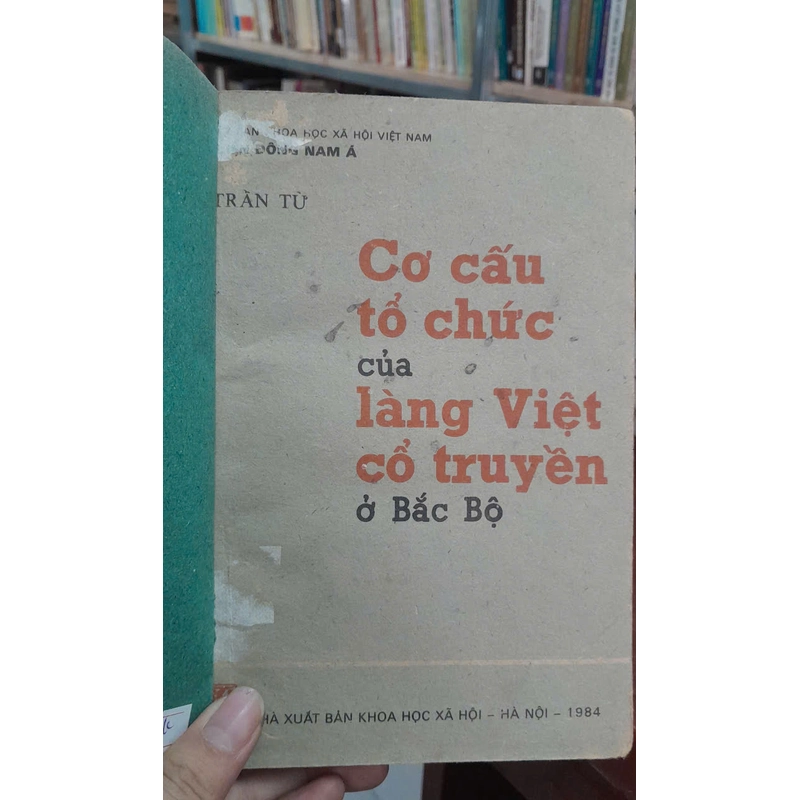 KHOA HỌC XÃ HỘI VIỆT NAM
ĐÔNG NAM Á
TRẦN TỪ
Cơ cấu
tổ chức
của
làng Việt
cổ truyền
ở Bắc Bộ
HÀ XUẤT BẢN KHOA HỌC XÃ HỘI – HÀ NỘI – 1984